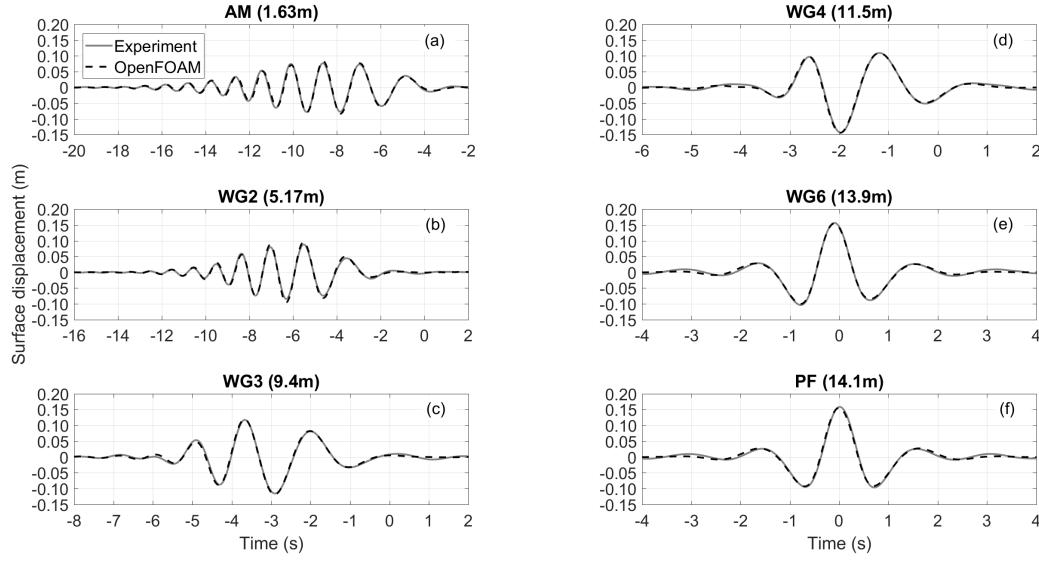 AM (1.63m)
0.20
0.15
0.10
0.05
0
-0.05
-0.10
-0.15
(a)
Experiment
OpenFOAM
-20 -18 -16 -14 -12 -10 -8 -6 -4 -2
WG2 (5.17m)
0.20
0.15
0.10
0.05
0
-0.05
-0.10
-0.15
(b)
-16 -14 -12 -10 -8 -6 -4 -2 0 2
Surface displacement (m)
WG3 (9.4m)
0.20
0.15
0.10
0.05
0
-0.05
-0.10
-0.15
(c)
-8 -7 -6 -5 -4 -3 -2 -1 0 1 2
Time (s)
WG4 (11.5m)
0.20
0.15
0.10
0.05
0
-0.05
-0.10
-0.15
(d)
-6 -5 -4 -3 -2 -1 0 1 2
WG6 (13.9m)
0.20
0.15
0.10
0.05
0
-0.05
-0.10
-0.15
(e)
-4 -3 -2 -1 0 1 2 3 4
PF (14.1m)
0.20
0.15
0.10
0.05
0
-0.05
-0.10
-0.15
(f)
-4 -3 -2 -1 0 1 2 3 4
Time (s)